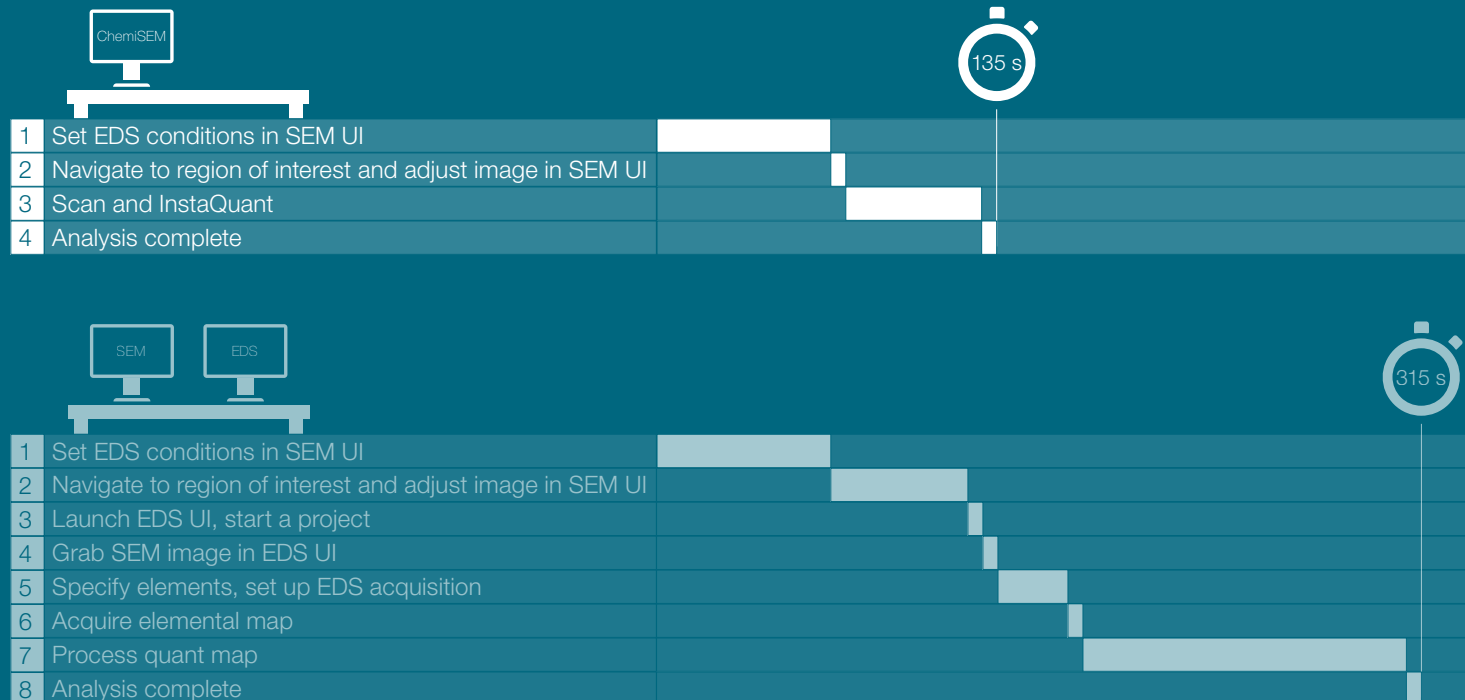 ChemiSEM
135 s
1 Set EDS conditions in SEM UI
2 Navigate to region of interest and adjust image in SEM UI
3 Scan and InstaQuant
4 Analysis complete
SEM EDS
315 s
1 Set EDS conditions in SEM UI
2 Navigate to region of interest and adjust image in SEM UI
3 Launch EDS UI, start a project
4 Grab SEM image in EDS UI
5 Specify elements, set up EDS acquisition
6 Acquire elemental map
7 Process quant map
8 Analysis complete